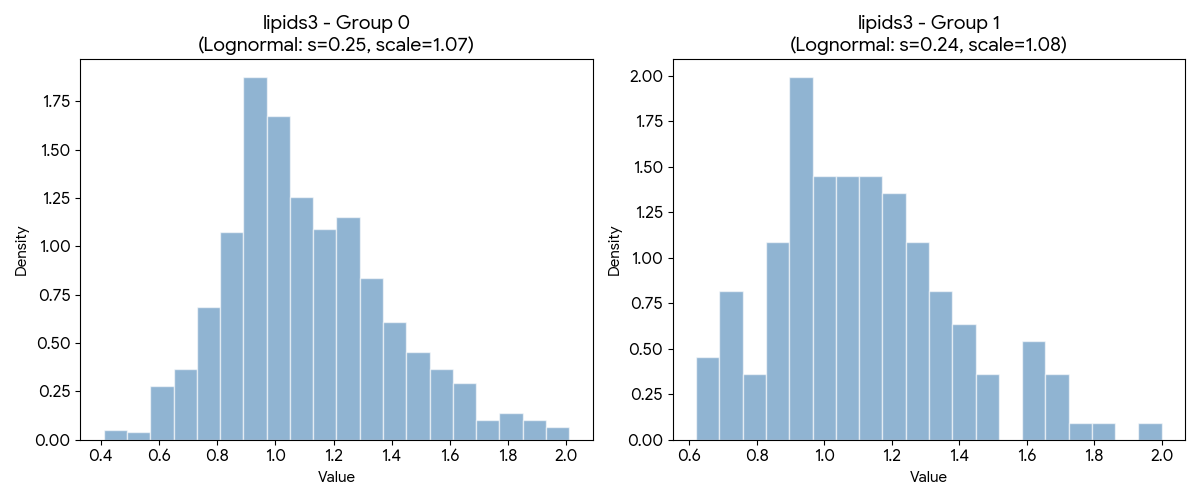 lipids3 - Group 0
(Lognormal: s=0.25, scale=1.07)
Density
1.75
1.50
1.25
1.00
0.75
0.50
0.25
0.00
0.4 0.6 0.8 1.0 1.2 1.4 1.6 1.8 2.0
Value
lipids3 - Group 1
(Lognormal: s=0.24, scale=1.08)
Density
2.00
1.75
1.50
1.25
1.00
0.75
0.50
0.25
0.00
0.6 0.8 1.0 1.2 1.4 1.6 1.8 2.0
Value